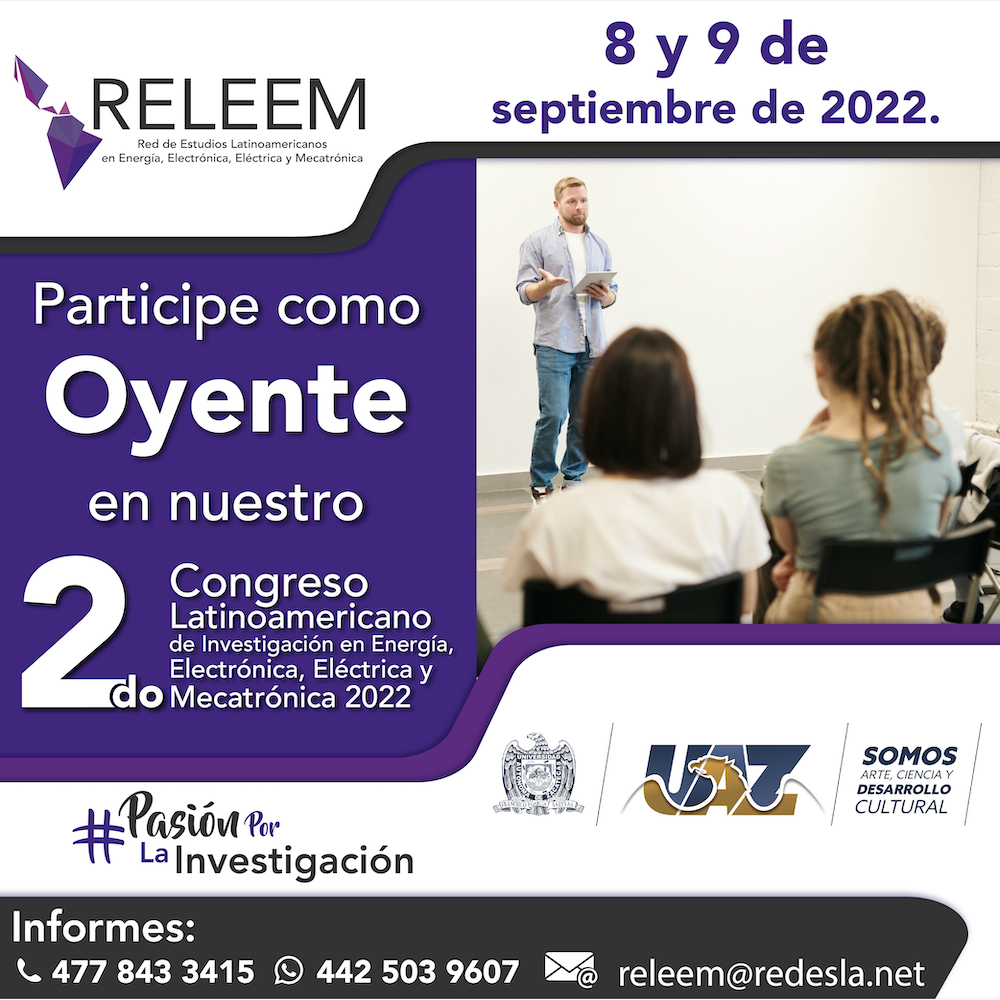 RELEEM
Red de Estudios Latinoamericanos
en Energía, Electrónica, Eléctrica y Mecatrónica
8 y 9 de
septiembre de 2022.
Participe como
Oyente
en nuestro
2do
Congreso
Latinoamericano
de Investigación en Energía,
Electrónica, Eléctrica y
Mecatrónica 2022
UNIVERSIDAD
UAZ
SOMOS
ARTE, CIENCIA Y
DESARROLLO
CULTURAL
#Pasión Por
La Investigación
Informes:
477 843 3415 442 503 9607 releem@redesla.net